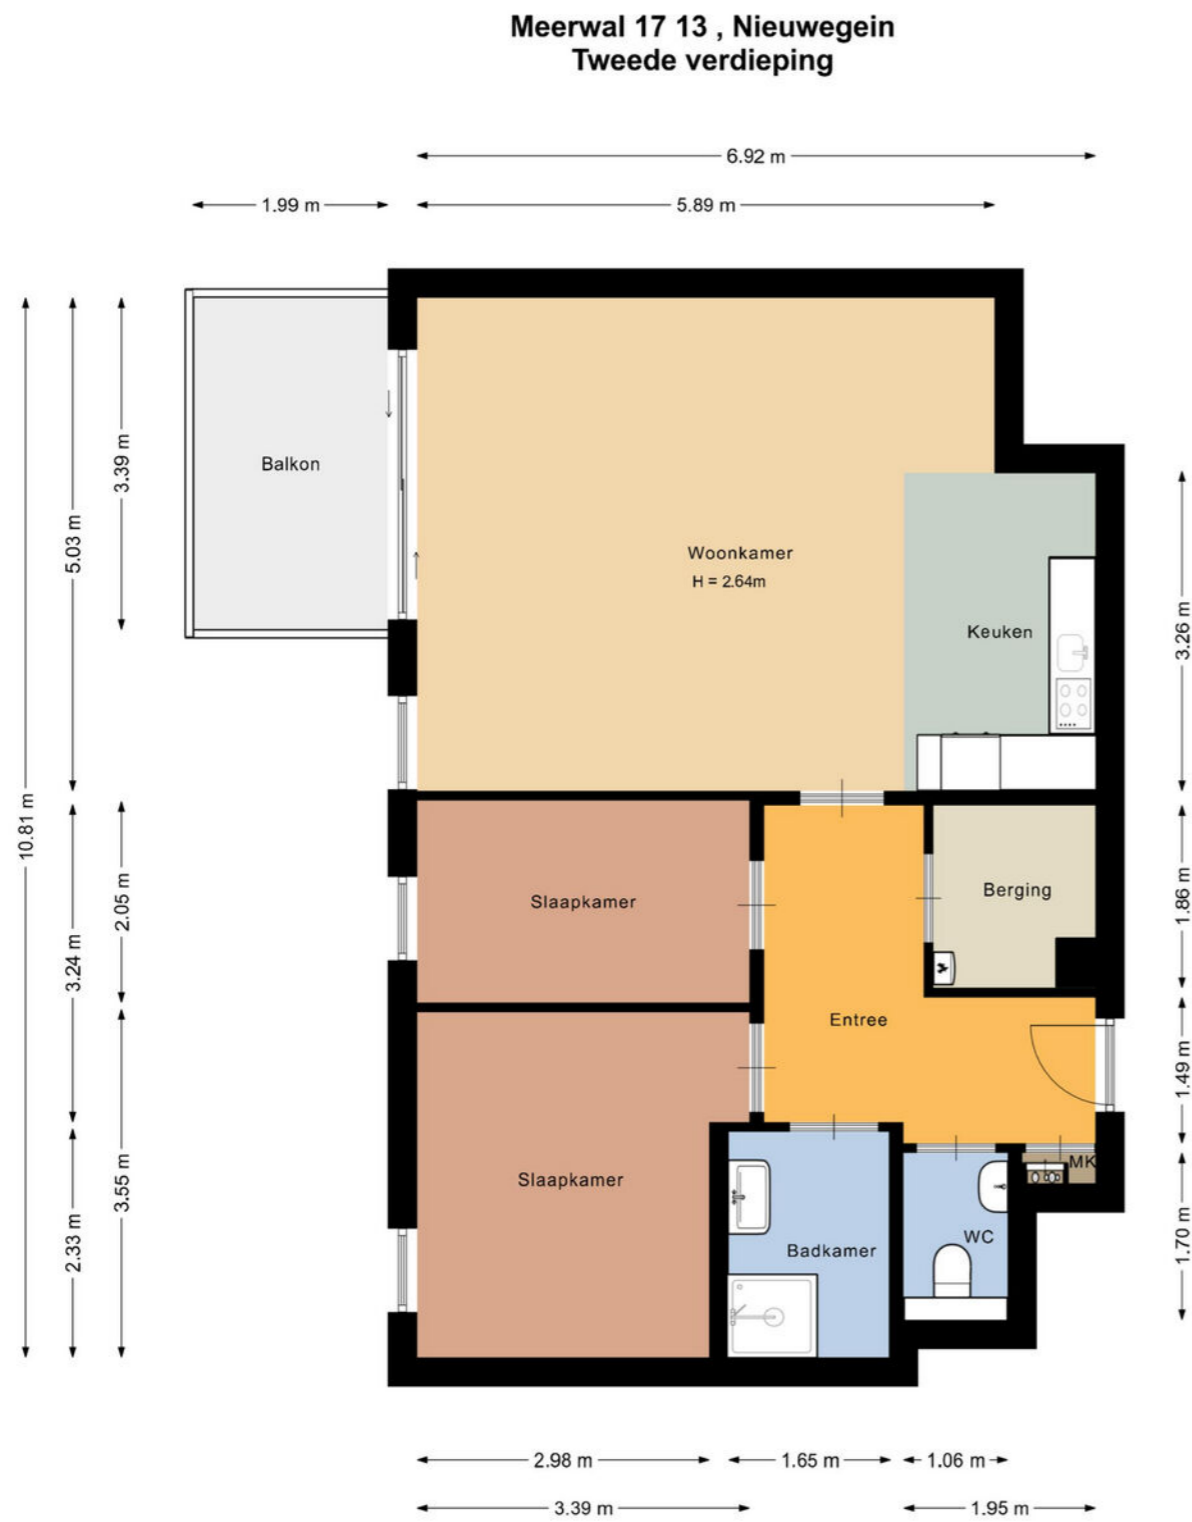 Meerwal 17 13 , Nieuwegein
Tweede verdieping
6.92 m
1.99 m
5.89 m
Balkon
3.39 m
5.03 m
Woonkamer
H = 2.64m
Keuken
3.26 m
10.81 m
2.05 m
3.24 m
Slaapkamer
Berging
1.86 m
Entree
1.49 m
3.55 m
2.33 m
Slaapkamer
Badkamer
WC
MK
1.70 m
2.98 m
1.65 m
1.06 m
3.39 m
1.95 m